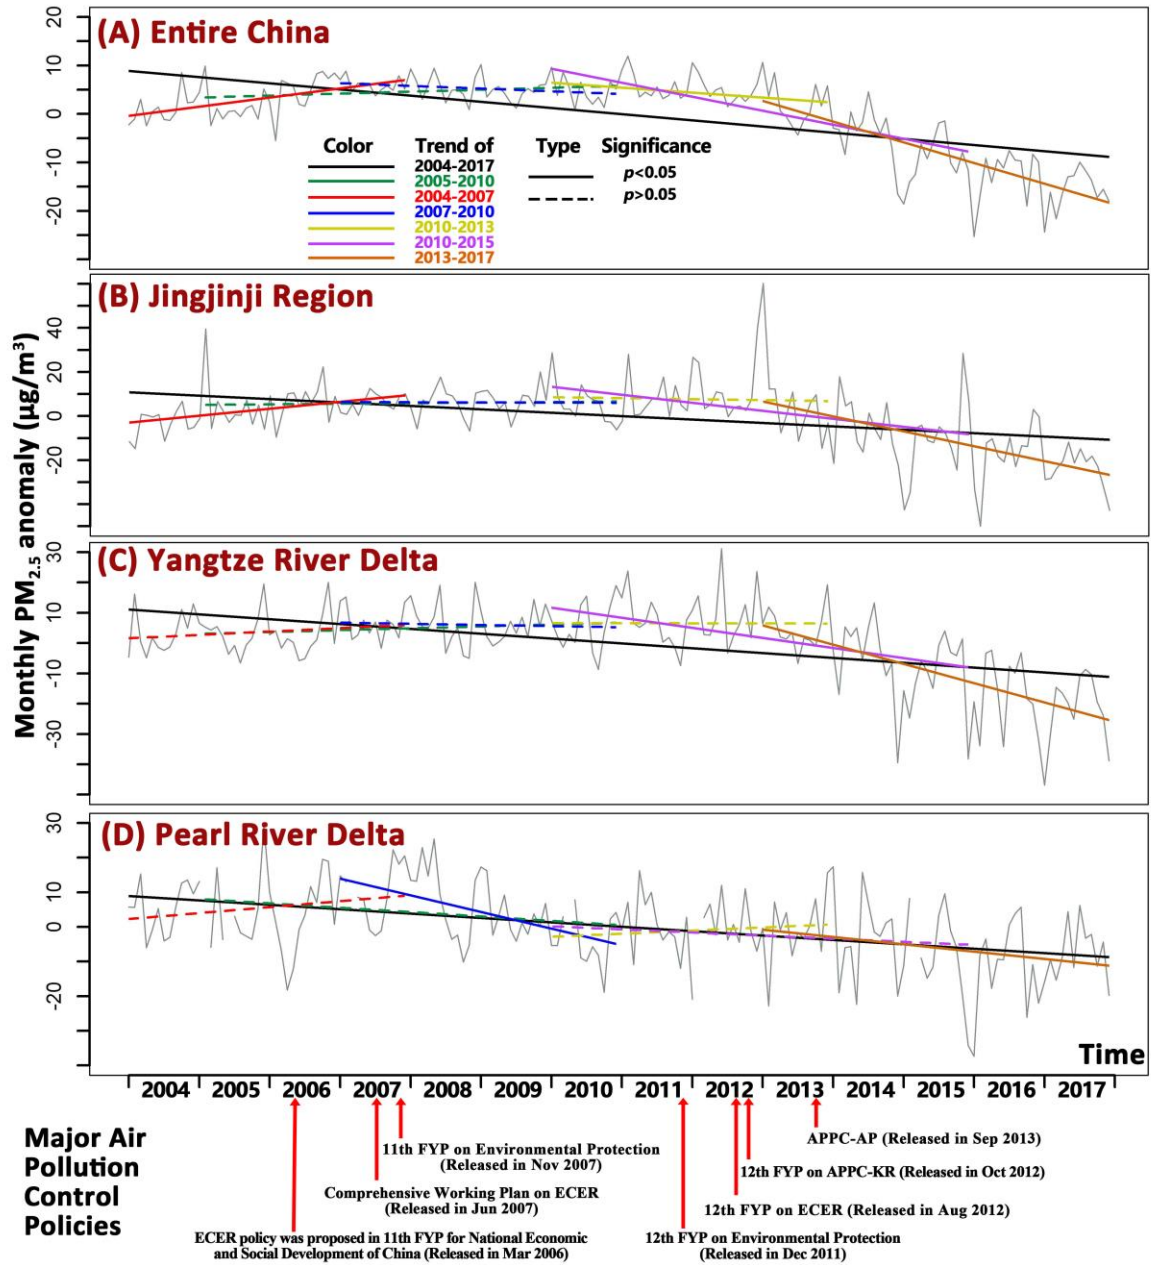 Monthly PM2.5 anomaly (μg/m³)
(A) Entire China
20
10
0
-10
-20
Color Trend of Type Significance
2004-2017 p<0.05
2005-2010
2004-2007 p>0.05
2007-2010
2010-2013
2010-2015
2013-2017
(B) Jingjinji Region
40
20
0
-20
(C) Yangtze River Delta
30
10
-10
-30
(D) Pearl River Delta
30
10
0
-20
Time
2004 2005 2006 2007 2008 2009 2010 2011 2012 2013 2014 2015 2016 2017
Major Air
Pollution
Control
Policies
11th FYP on Environmental Protection
(Released in Nov 2007)
Comprehensive Working Plan on ECER
(Released in Jun 2007)
ECER policy was proposed in 11th FYP for National Economic
and Social Development of China (Released in Mar 2006)
APPC-AP (Released in Sep 2013)
12th FYP on APPC-KR (Released in Oct 2012)
12th FYP on ECER (Released in Aug 2012)
12th FYP on Environmental Protection
(Released in Dec 2011)